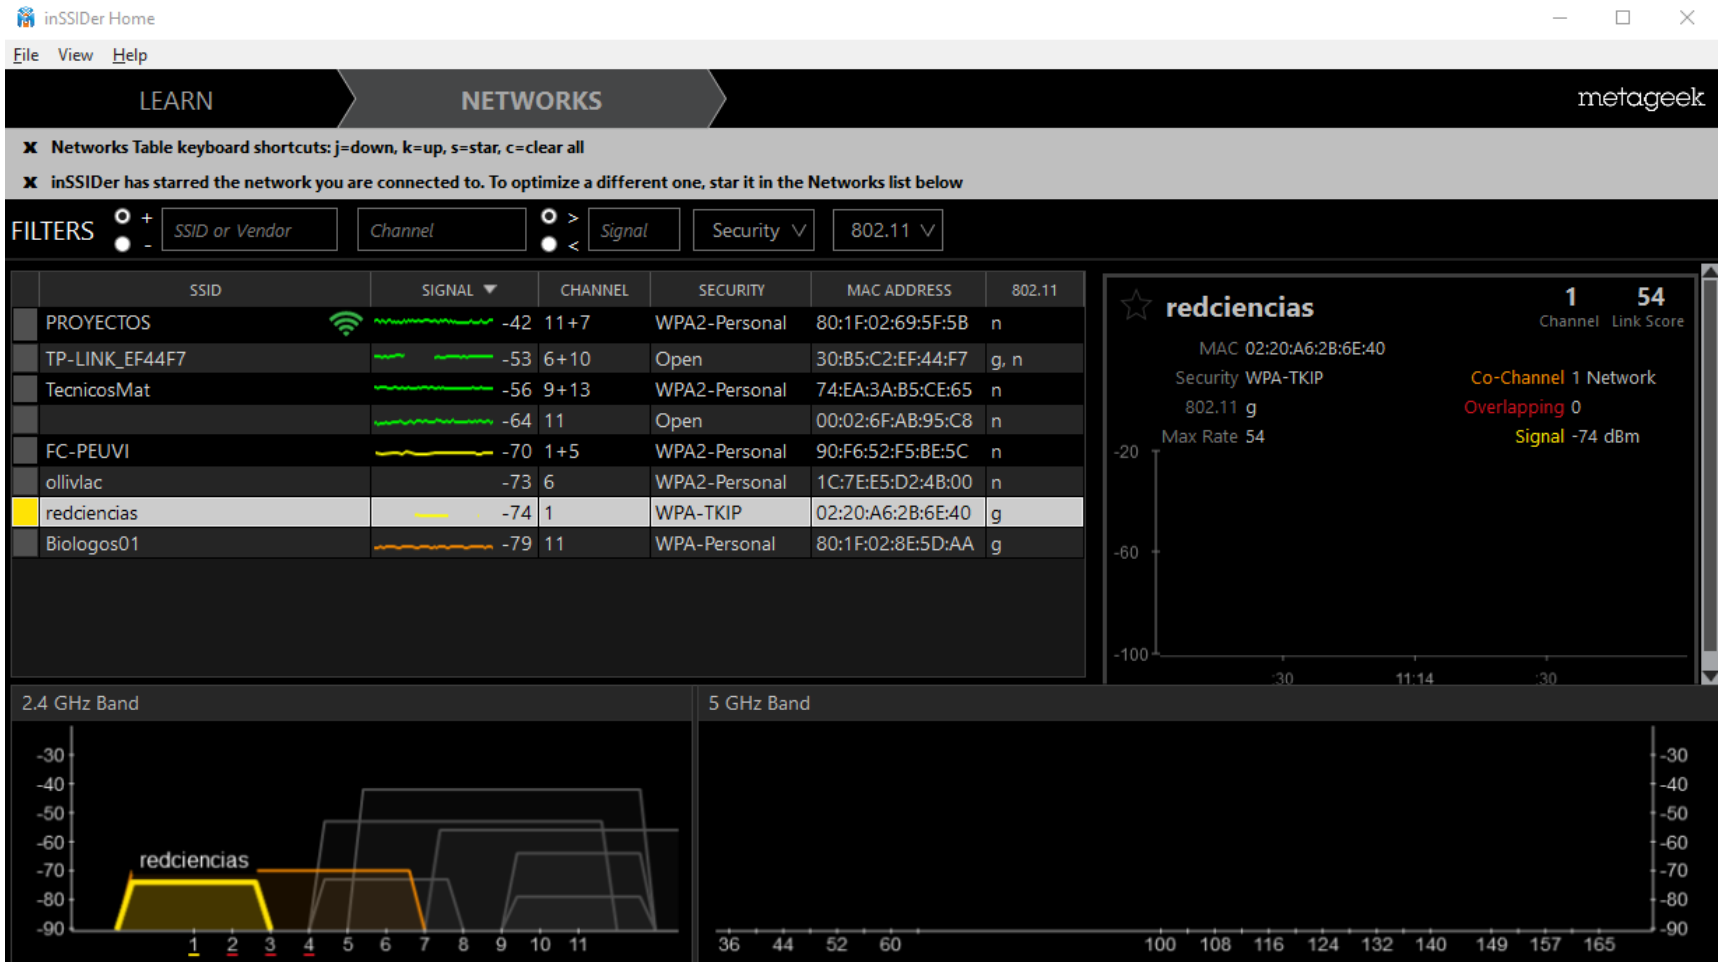 inSSIDer Home
File View Help
LEARN NETWORKS metageek
x Networks Table keyboard shortcuts: j=down, k=up, s=star, c=clear all
x inSSIDer has starred the network you are connected to. To optimize a different one, star it in the Networks list below
FILTERS + - SSID or Vendor Channel > < Signal Security 802.11
SSID SIGNAL CHANNEL SECURITY MAC ADDRESS 802.11
PROYECTOS -42 11+7 WPA2-Personal 80:1F:02:69:5F:5B n
TP-LINK_EF44F7 -53 6+10 Open 30:B5:C2:EF:44:F7 g, n
TecnicosMat -56 9+13 WPA2-Personal 74:EA:3A:B5:CE:65 n
-64 11 Open 00:02:6F:AB:95:C8 n
FC-PEUVI -70 1+5 WPA2-Personal 90:F6:52:F5:BE:5C n
ollivlac -73 6 WPA2-Personal 1C:7E:E5:D2:4B:00 n
redciencias -74 1 WPA-TKIP 02:20:A6:2B:6E:40 g
Biologos01 -79 11 WPA-Personal 80:1F:02:8E:5D:AA g
redciencias 1 54
Channel Link Score
MAC 02:20:A6:2B:6E:40
Security WPA-TKIP Co-Channel 1 Network
802.11 g Overlapping 0
Max Rate 54 Signal -74 dBm
-20
-60
-100
:30 11:14 :30
2.4 GHz Band
-30
-40
-50
-60
-70
-80
-90
redciencias
1 2 3 4 5 6 7 8 9 10 11
5 GHz Band
-30
-40
-50
-60
-70
-80
-90
36 44 52 60 100 108 116 124 132 140 149 157 165